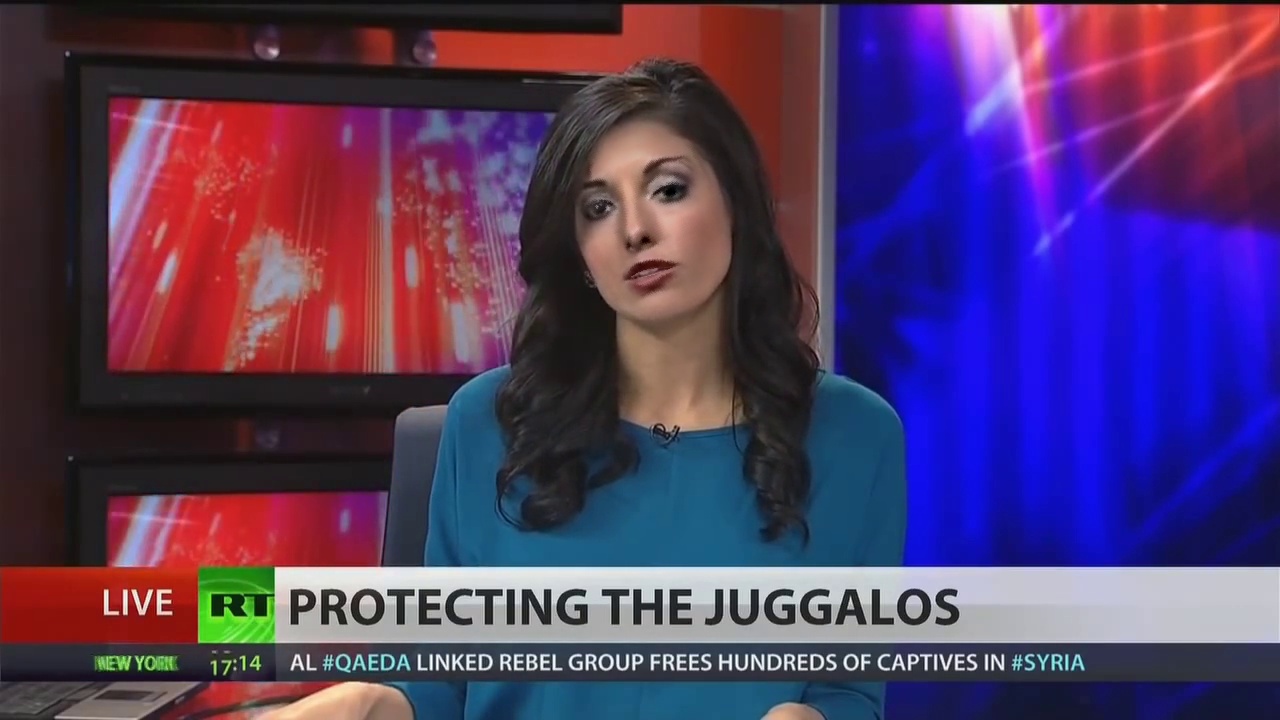 LIVE
RT
PROTECTING THE JUGGALOS
NEW YORK
17:14
AL #QAEDA LINKED REBEL GROUP FREES HUNDREDS OF CAPTIVES IN #SYRIA